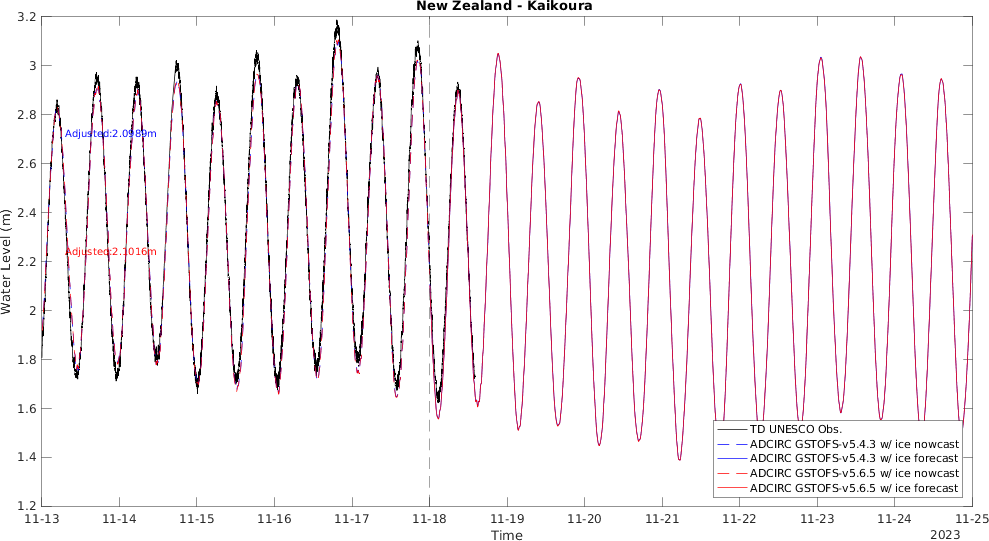 New Zealand - Kaikoura
3.2
3
2.8
2.6
2.4
2.2
2
1.8
1.6
1.4
1.2
Water Level (m)
Adjusted:2.0989m
Adjusted:2.1016m
TD UNESCO Obs.
ADCIRC GSTOFS-v5.4.3 w/ ice nowcast
ADCIRC GSTOFS-v5.4.3 w/ ice forecast
ADCIRC GSTOFS-v5.6.5 w/ ice nowcast
ADCIRC GSTOFS-v5.6.5 w/ ice forecast
11-13 11-14 11-15 11-16 11-17 11-18 11-19 11-20 11-21 11-22 11-23 11-24 11-25
Time
2023